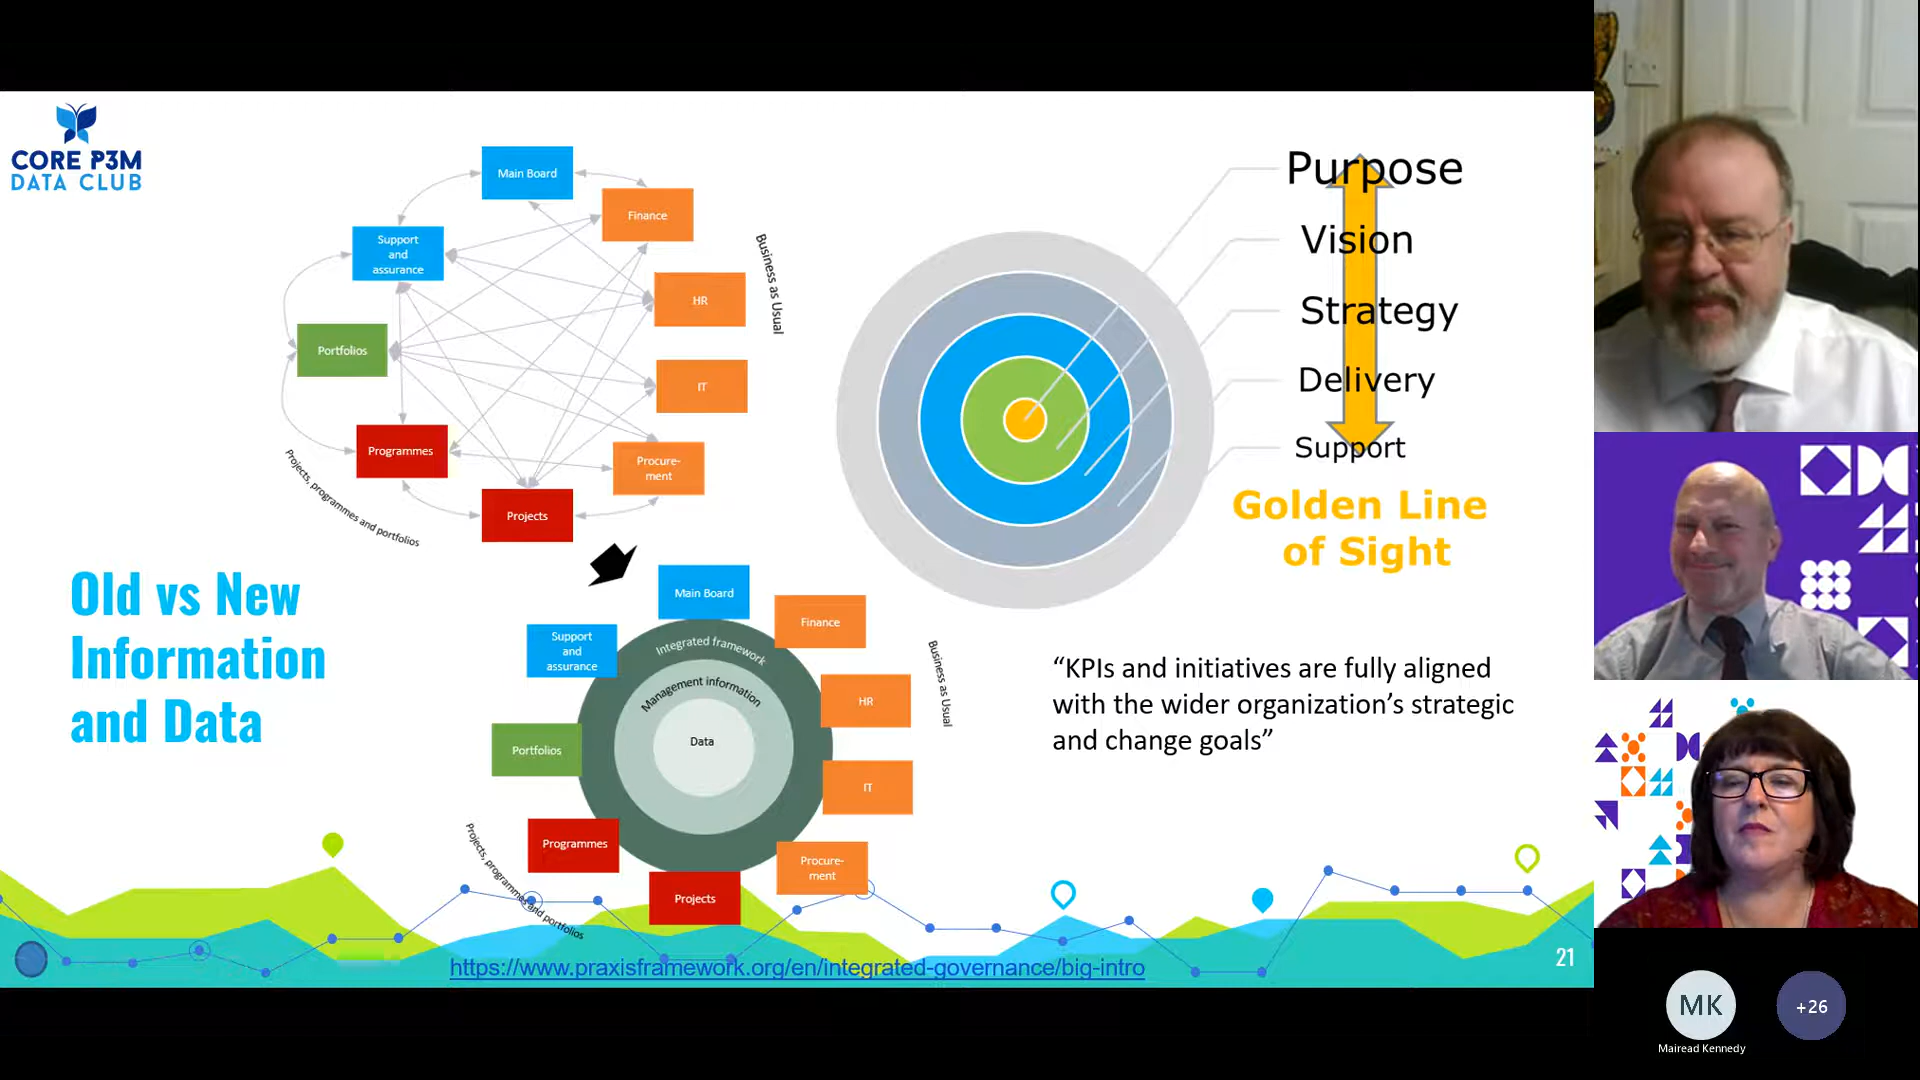 CORE P3M
DATA CLUB
Main Board
Finance
Support
and
assurance
HR
Business as Usual
Portfolios
IT
Programmes
Procure-
ment
Projects
Projects, programmes and portfolios
Purpose
Vision
Strategy
Delivery
Support
Golden Line
of Sight
Old vs New
Information
and Data
Main Board
Finance
Support
and
assurance
Integrated framework
Management information
Data
HR
Business as Usual
Portfolios
IT
Programmes
Procure-
ment
Projects
Projects, programmes and portfolios
“KPIs and initiatives are fully aligned
with the wider organization’s strategic
and change goals”
https://www.praxisframework.org/en/integrated-governance/big-intro
21
MK
Mairead Kennedy
+26